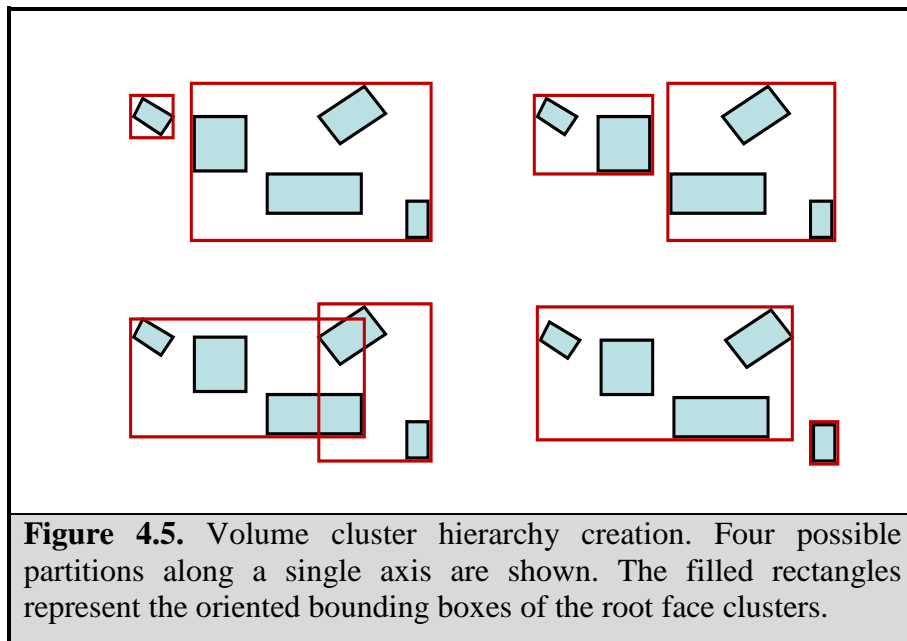 Figure 4.5. Volume cluster hierarchy creation. Four possible
partitions along a single axis are shown. The filled rectangles
represent the oriented bounding boxes of the root face clusters.